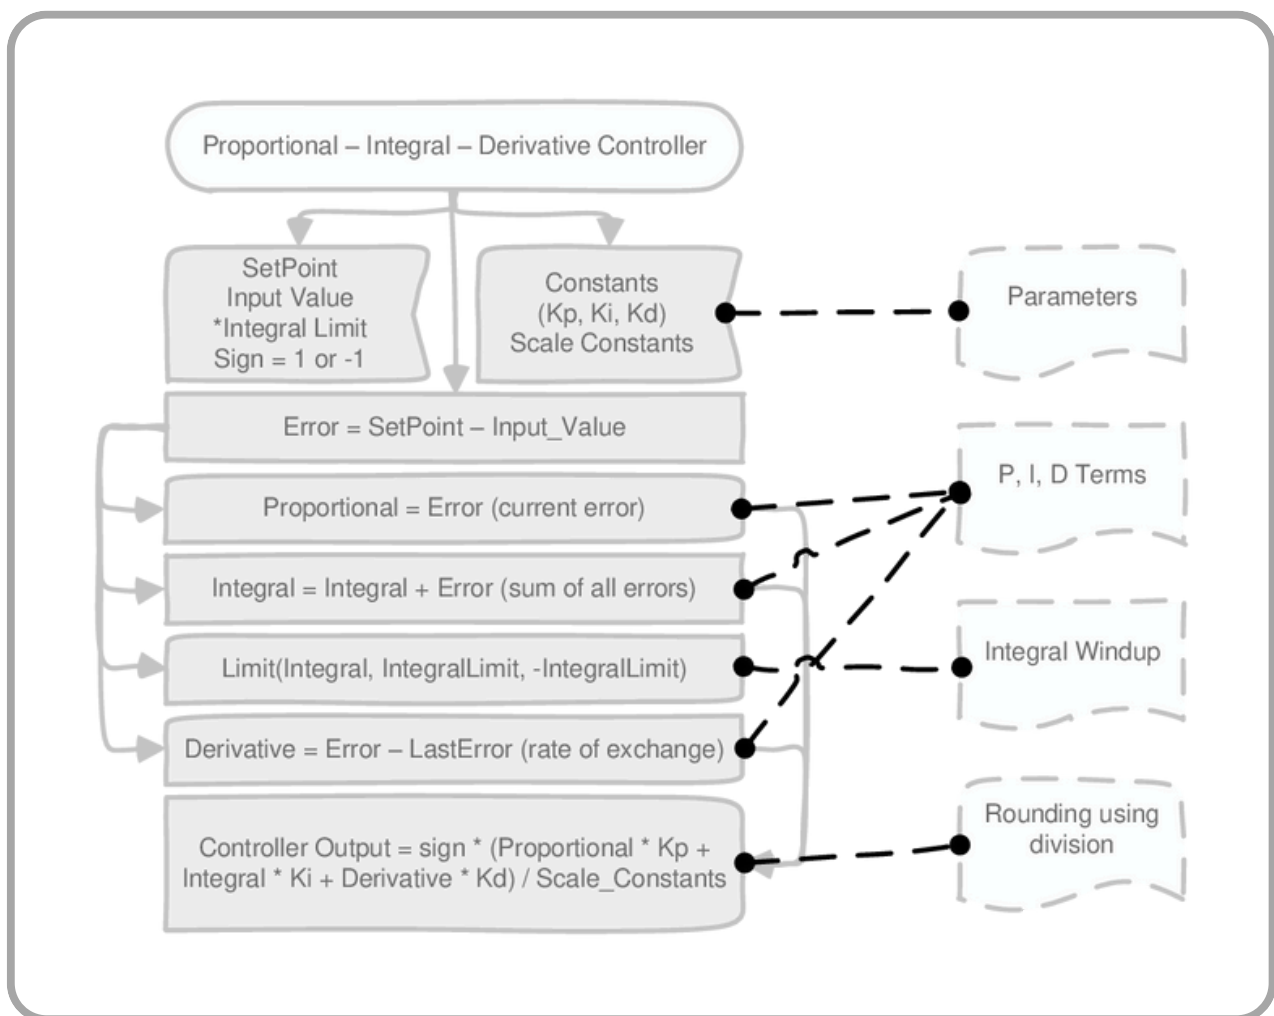 Proportional – Integral – Derivative Controller
SetPoint
Input Value
*Integral Limit
Sign = 1 or -1
Constants
(Kp, Ki, Kd)
Scale Constants
Parameters
Error = SetPoint – Input_Value
P, I, D Terms
Proportional = Error (current error)
Integral = Integral + Error (sum of all errors)
Integral Windup
Limit(Integral, IntegralLimit, -IntegralLimit)
Derivative = Error – LastError (rate of exchange)
Rounding using
division
Controller Output = sign * (Proportional * Kp +
Integral * Ki + Derivative * Kd) / Scale_Constants